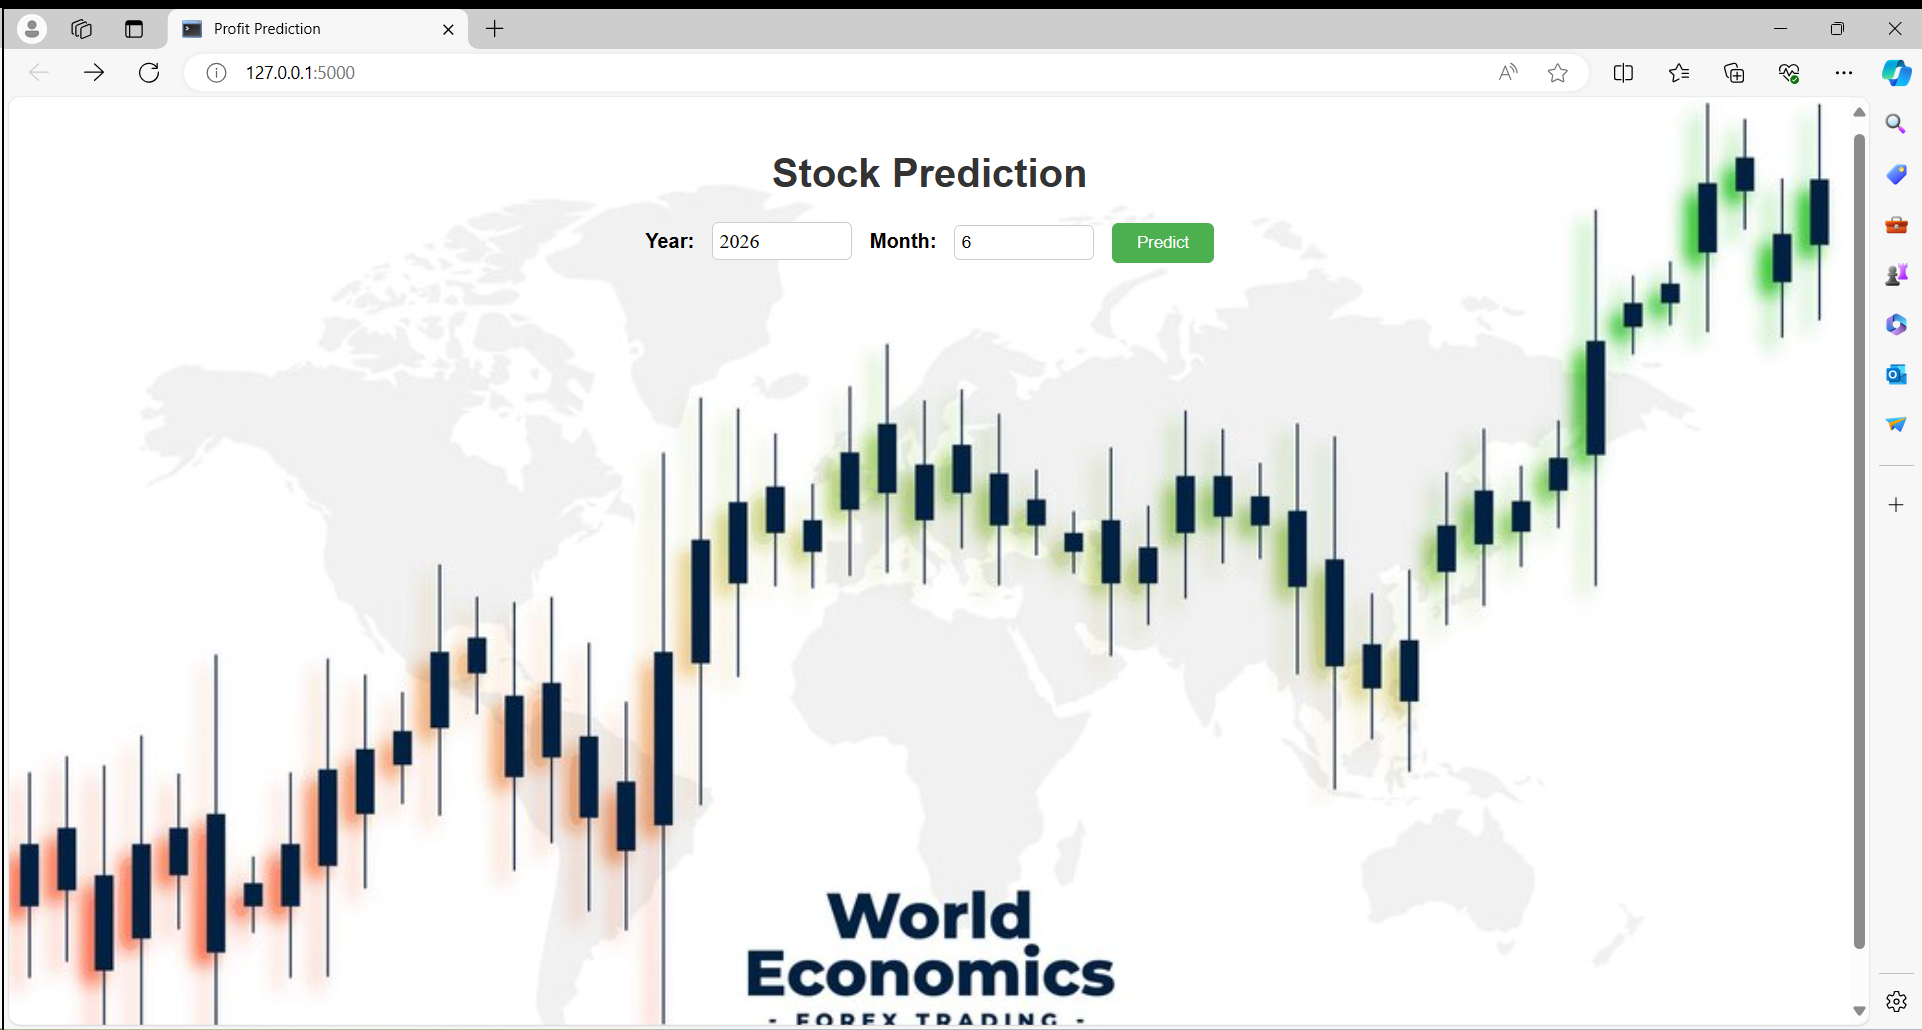 Profit Prediction
127.0.0.1:5000
Stock Prediction
Year: 2026 Month: 6 Predict
World
Economics
- FOREX TRADING -